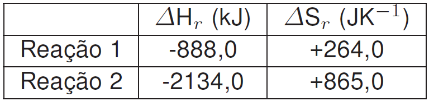 ΔHr (kJ) ΔSr (JK⁻¹)
Reação 1 -888,0 +264,0
Reação 2 -2134,0 +865,0